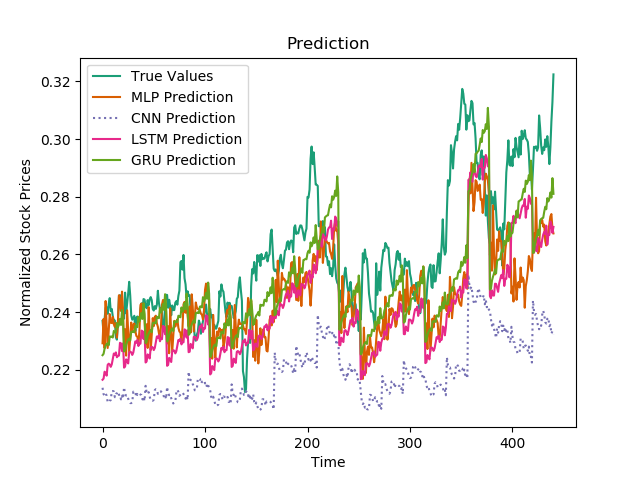 Prediction
True Values
MLP Prediction
CNN Prediction
LSTM Prediction
GRU Prediction
Normalized Stock Prices
0.32
0.30
0.28
0.26
0.24
0.22
0 100 200 300 400
Time